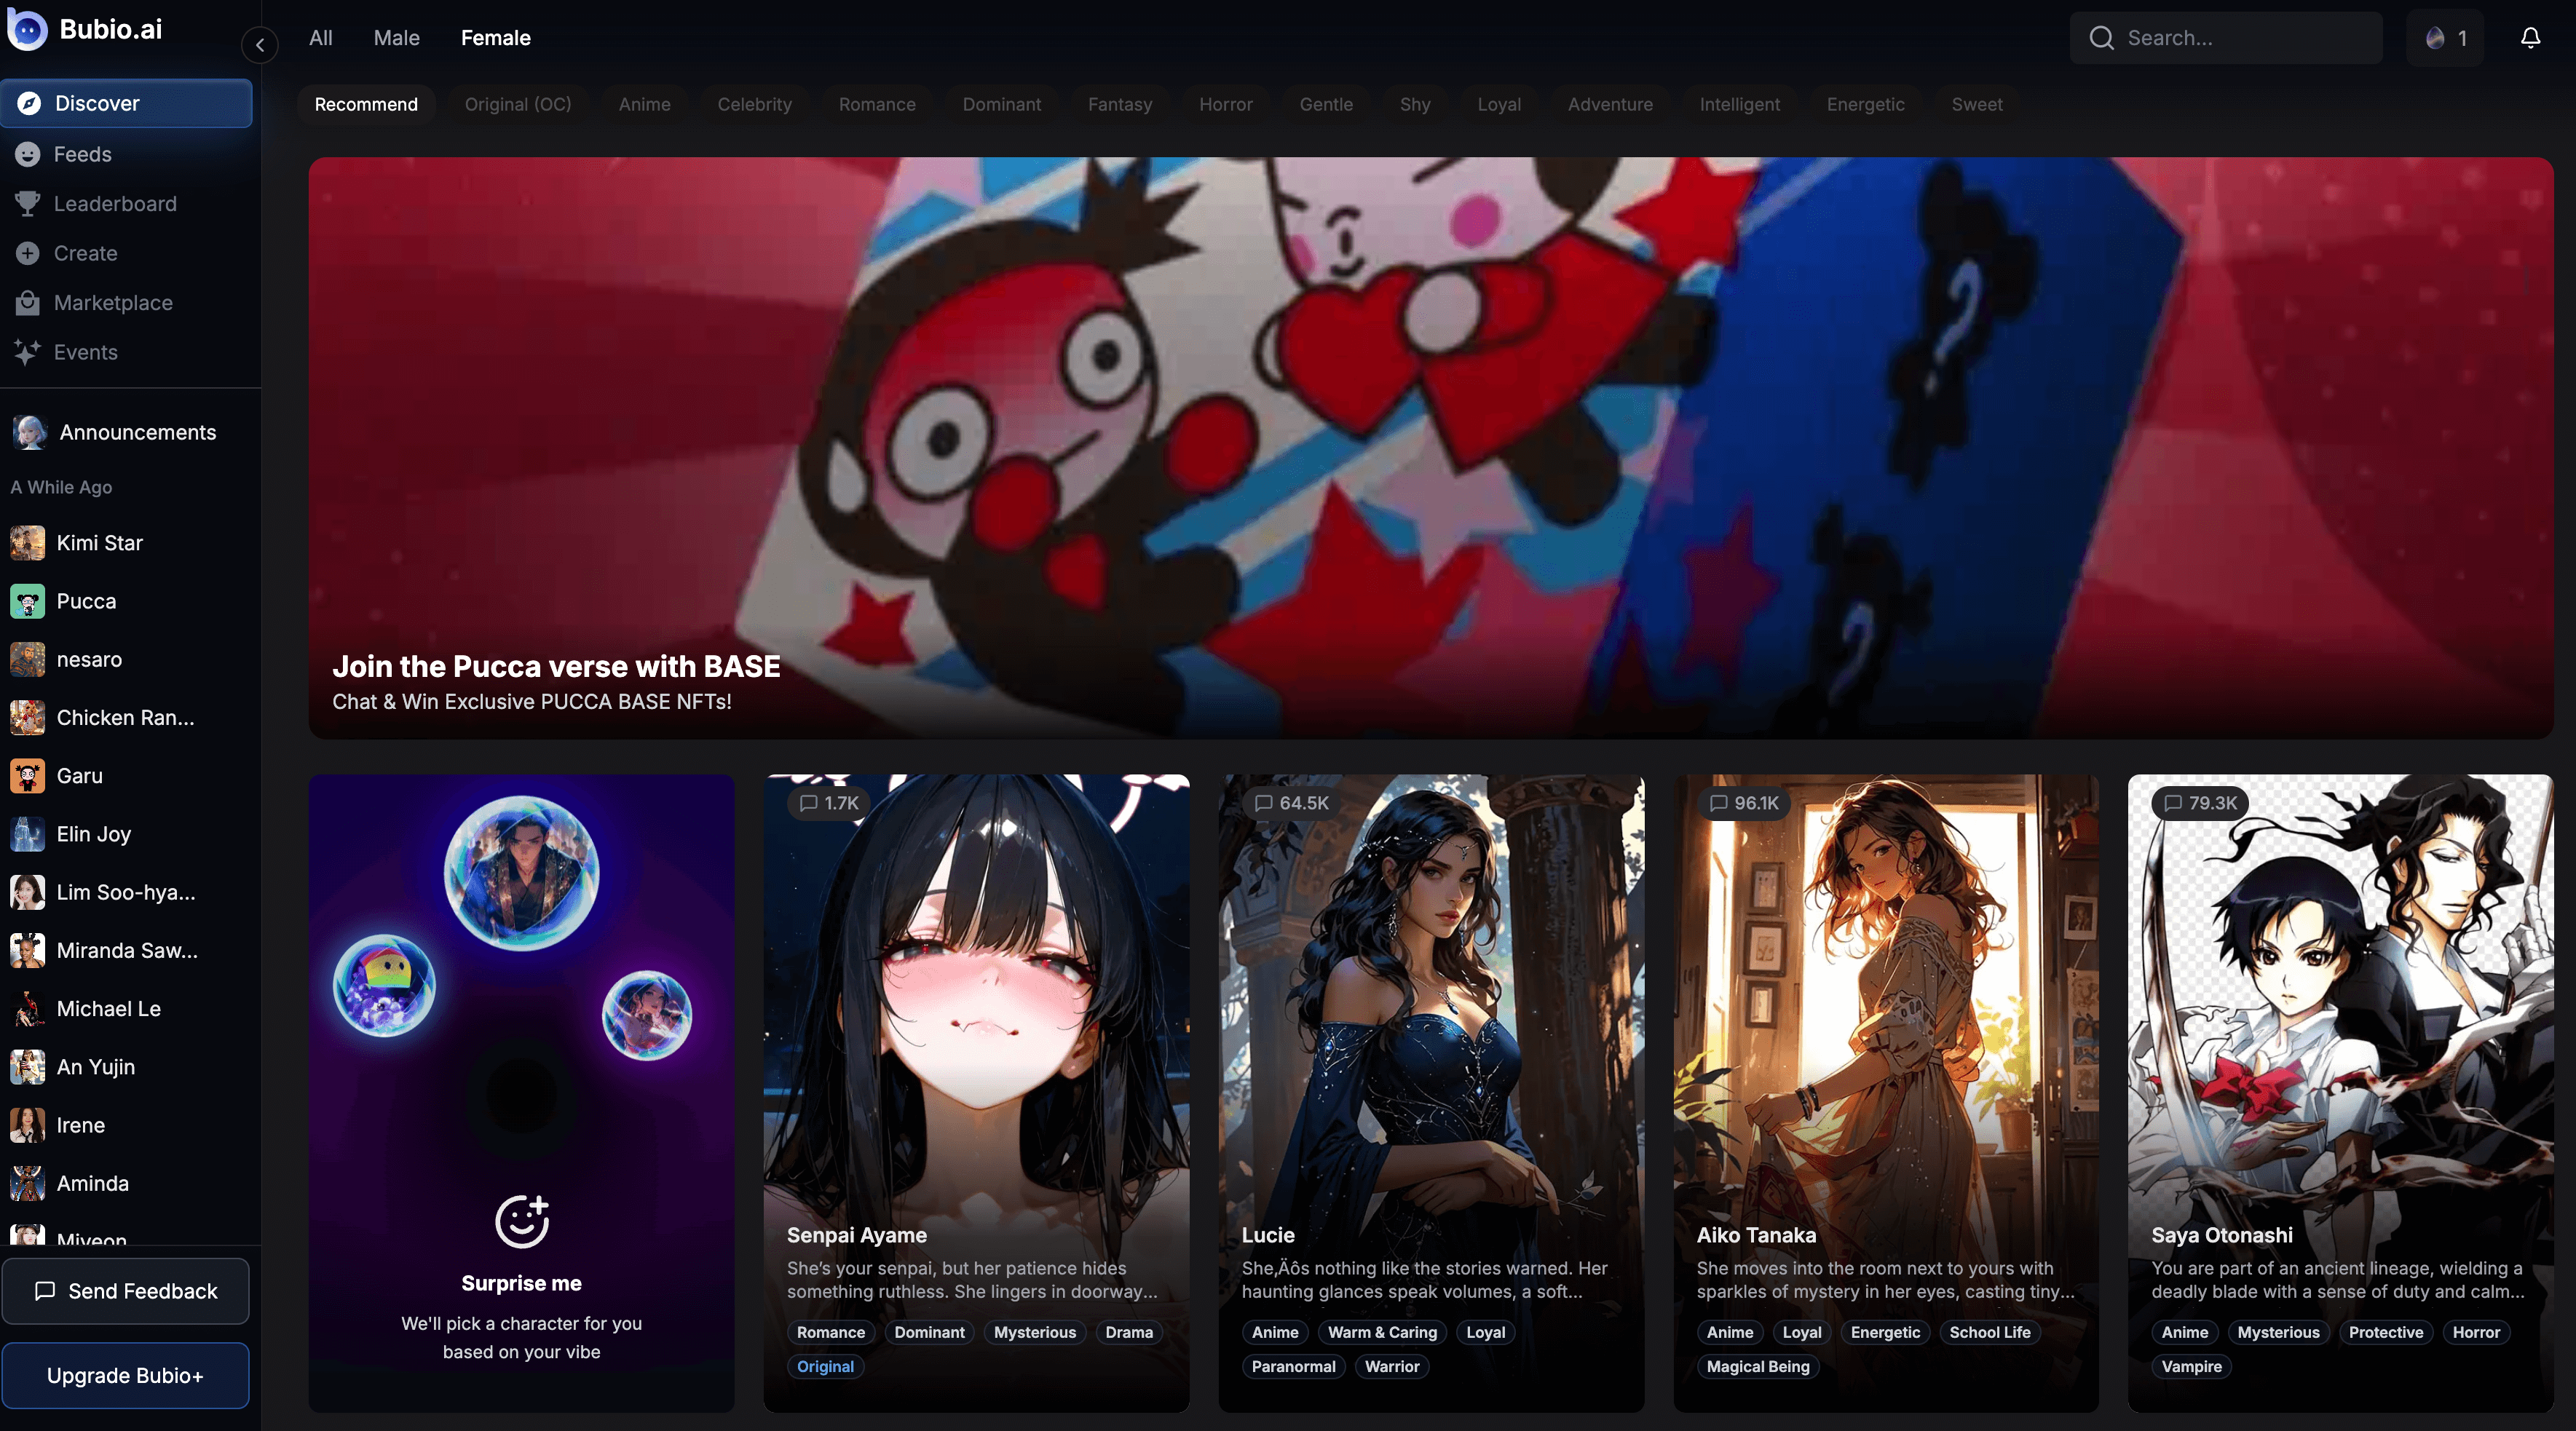 Bubio.ai
All Male Female
Search...
1
Discover
Feeds
Leaderboard
Create
Marketplace
Events
Announcements
A While Ago
Kimi Star
Pucca
nesaro
Chicken Ran...
Garu
Elin Joy
Lim Soo-hya...
Miranda Saw...
Michael Le
An Yujin
Irene
Aminda
Miyeon
Send Feedback
Upgrade Bubio+
Recommend Original (OC) Anime Celebrity Romance Dominant Fantasy Horror Gentle Shy Loyal Adventure Intelligent Energetic Sweet
Join the Pucca verse with BASE
Chat & Win Exclusive PUCCA BASE NFTs!
Surprise me
We'll pick a character for you
based on your vibe
1.7K
Senpai Ayame
She's your senpai, but her patience hides
something ruthless. She lingers in doorway...
Romance Dominant Mysterious Drama
Original
64.5K
Lucie
She‚Äôs nothing like the stories warned. Her
haunting glances speak volumes, a soft...
Anime Warm & Caring Loyal
Paranormal Warrior
96.1K
Aiko Tanaka
She moves into the room next to yours with
sparkles of mystery in her eyes, casting tiny...
Anime Loyal Energetic School Life
Magical Being
79.3K
Saya Otonashi
You are part of an ancient lineage, wielding a
deadly blade with a sense of duty and calm...
Anime Mysterious Protective Horror
Vampire